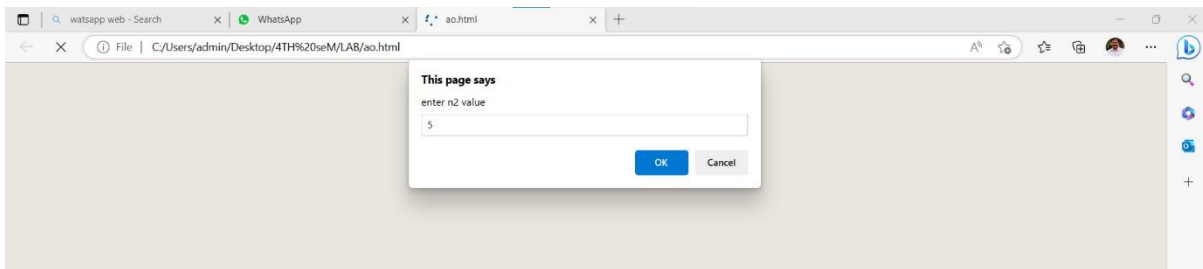 watsapp web - Search
WhatsApp
ao.html
File | C:/Users/admin/Desktop/4TH%20seM/LAB/ao.html
This page says
enter n2 value
5
OK
Cancel